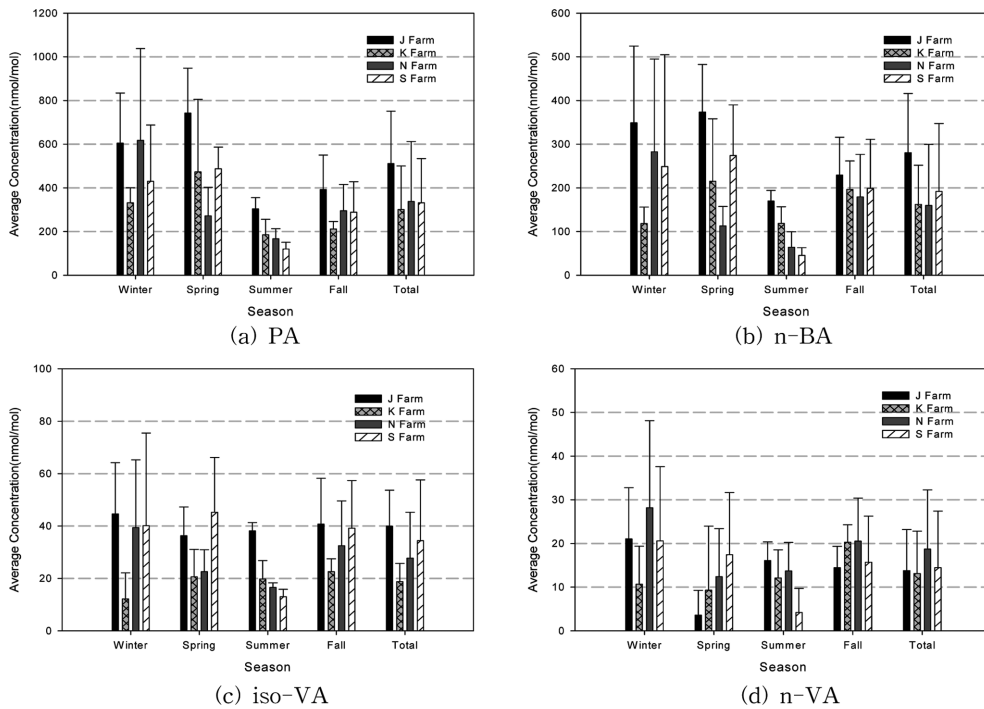 1200
1000
800
600
400
200
0
Average Concentration(nmol/mol)
J Farm
K Farm
N Farm
S Farm
Winter Spring Summer Fall Total
Season
(a) PA
600
500
400
300
200
100
0
Average Concentration(nmol/mol)
J Farm
K Farm
N Farm
S Farm
Winter Spring Summer Fall Total
Season
(b) n-BA
100
80
60
40
20
0
Average Concentration(nmol/mol)
J Farm
K Farm
N Farm
S Farm
Winter Spring Summer Fall Total
Season
(c) iso-VA
60
50
40
30
20
10
0
Average Concentration(nmol/mol)
J Farm
K Farm
N Farm
S Farm
Winter Spring Summer Fall Total
Season
(d) n-VA